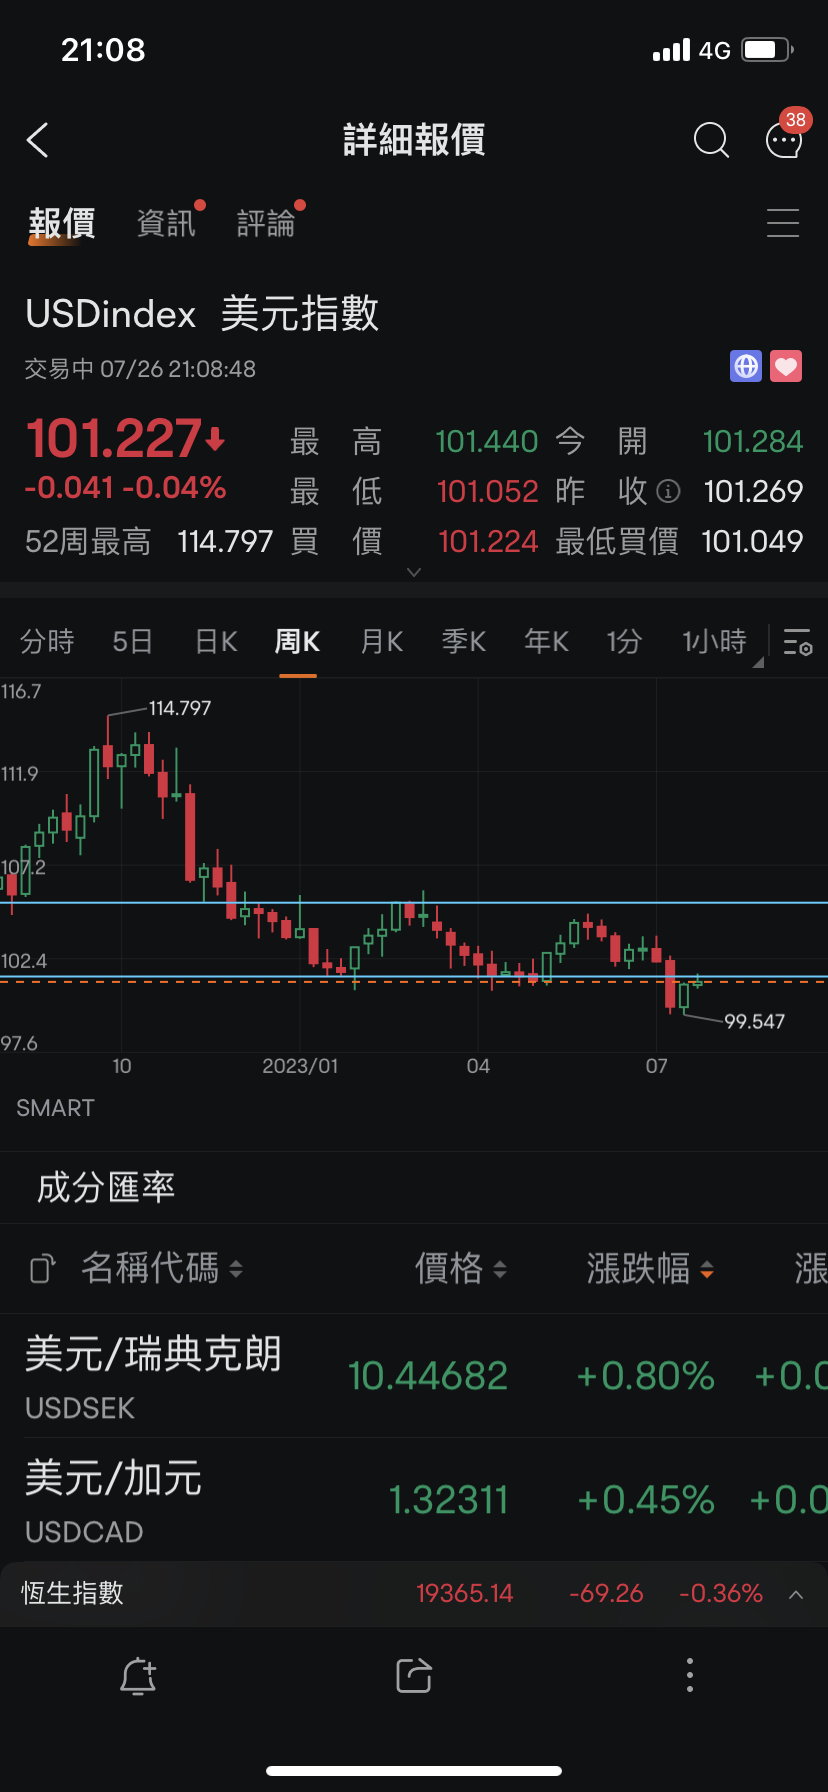 21:08 4G
詳細報價 38
報價 資訊 評論
USDindex 美元指數
交易中 07/26 21:08:48
101.227 最高 101.440 今開 101.284
-0.041 -0.04% 最低 101.052 昨收 101.269
52周最高 114.797 買價 101.224 最低買價 101.049
分時 5日 日K 周K 月K 季K 年K 1分 1小時
116.7
114.797
111.9
107.2
102.4
99.547
97.6
10 2023/01 04 07
SMART
成分匯率
名稱代碼 價格 漲跌幅 漲
美元/瑞典克朗 10.44682 +0.80% +0.0
USDSEK
美元/加元 1.32311 +0.45% +0.0
USDCAD
恆生指數 19365.14 -69.26 -0.36%